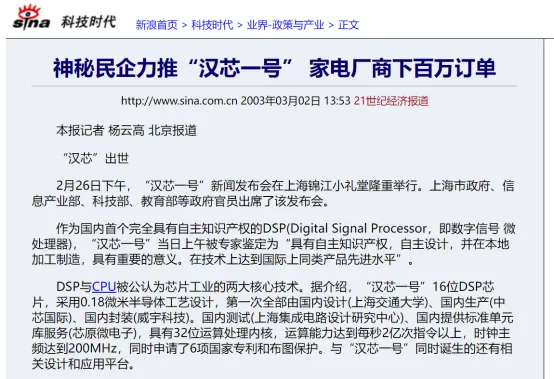 sina 科技时代 新浪首页 > 科技时代 > 业界-政策与产业 > 正文
神秘民企力推“汉芯一号” 家电厂商下百万订单
http://www.sina.com.cn 2003年03月02日 13:53 21世纪经济报道
本报记者 杨云高 北京报道
“汉芯”出世
2月26日下午，“汉芯一号”新闻发布会在上海锦江小礼堂隆重举行。上海市政府、信
息产业部、科技部、教育部等政府官员出席了该发布会。
作为国内首个完全具有自主知识产权的DSP(Digital Signal Processor，即数字信号 微
处理器)，“汉芯一号”当日上午被专家鉴定为“具有自主知识产权，自主设计，并在本地
加工制造，具有重要的意义。在技术上达到国际上同类产品先进水平”。
DSP与CPU被公认为芯片工业的两大核心技术。据介绍，“汉芯一号”16位DSP芯
片，采用0.18微米半导体工艺设计，第一次全部由国内设计(上海交通大学)、国内生产(中
芯国际)、国内封装(威宇科技)。国内测试(上海集成电路设计研究中心)、国内提供标准单元
库服务(芯原微电子)，具有32位运算处理内核，运算能力达到每秒2亿次指令以上，时钟主
频达到200MHz，同时申请了6项国家专利和布图保护。与“汉芯一号”同时诞生的还有相
关设计和应用平台。